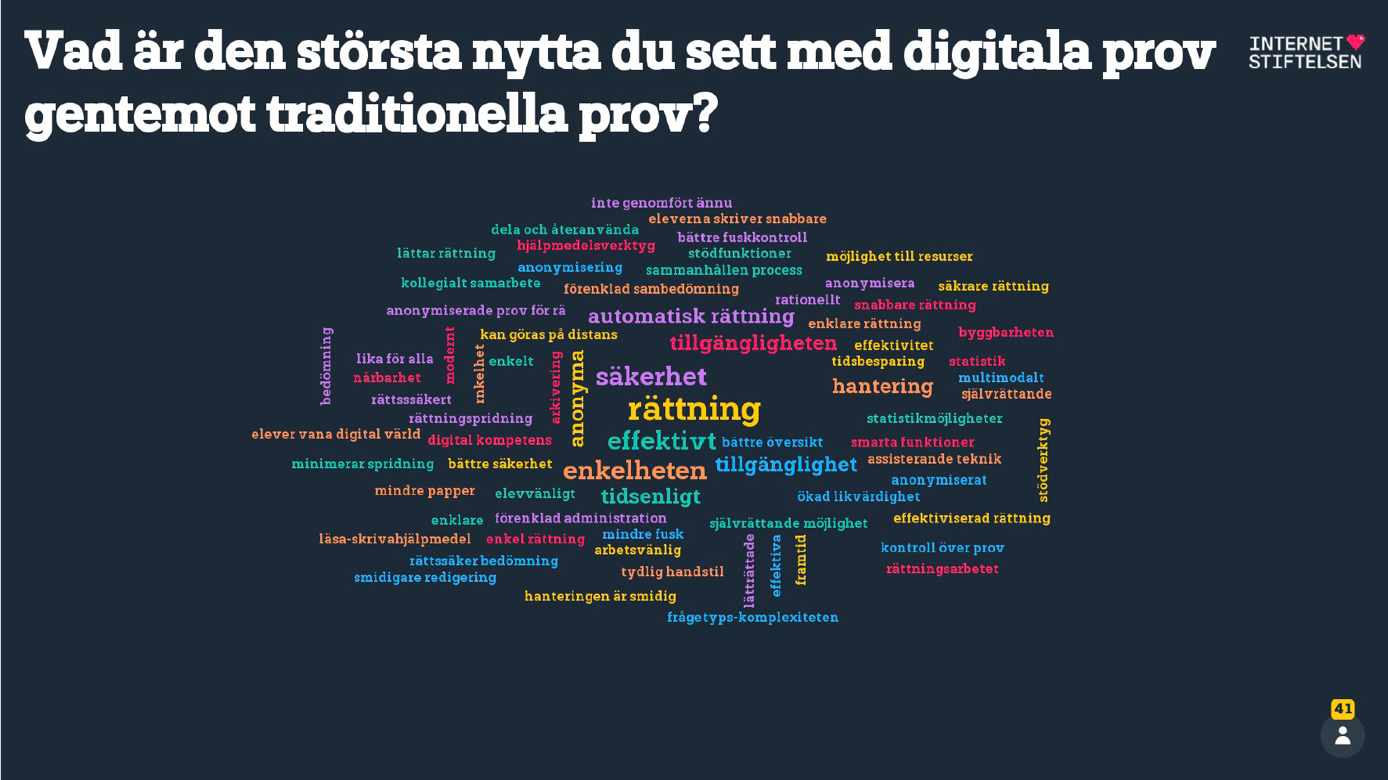 Vad är den största nytta du sett med digitala prov
gentemot traditionella prov?
INTERNET
STIFTELSEN
inte genomfört ännu
eleverna skriver snabbare
dela och återanvända
bättre fuskkontroll
hjälpmedelsverktyg
lättar rättning
stödfunktioner
möjlighet till resurser
anonymisering
sammanhållen process
kollegialt samarbete
förenklad sambedömning
anonymisera
säkrare rättning
rationellt
snabbare rättning
anonymiserade prov för rä
automatisk rättning
enklare rättning
byggbarheten
kan göras på distans
tillgängligheten
effektivitet
bedömning
lika för alla
modernt
enkelt
tidsbesparing
statistik
nårbarhet
enkelhet
arkivering
anonyma
säkerhet
hantering
multimodalt
självrättande
rättsssäkert
rättning
rättningspridning
statistikmöjligheter
elever vana digital värld
digital kompetens
effektivt
bättre översikt
smarta funktioner
minimerar spridning
bättre säkerhet
enkelheten
tillgänglighet
assisterande teknik
stödverktyg
anonymiserat
mindre papper
elevvänligt
tidsenligt
ökad likvärdighet
enklare
förenklad administration
självrättande möjlighet
effektiviserad rättning
läsa-skrivahjälpmedel
enkel rättning
mindre fusk
arbetsvänlig
lätträttade
effektiva
framtid
kontroll över prov
rättssäker bedömning
tydlig handstil
rättningsarbetet
smidigare redigering
hanteringen är smidig
frågetyps-komplexiteten
41